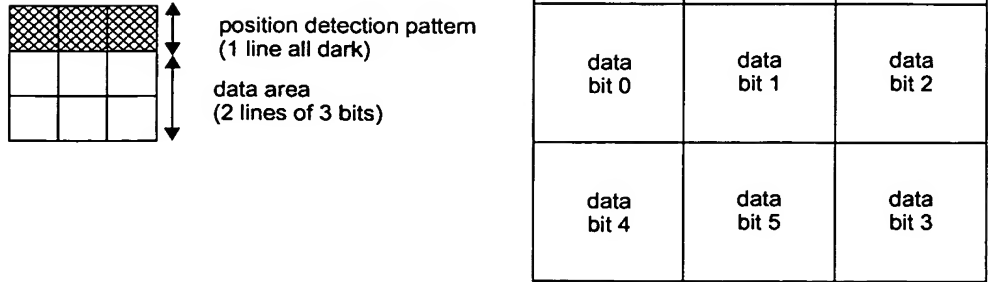 position detection pattern
(1 line all dark)
data area
(2 lines of 3 bits)
data
bit 0
data
bit 1
data
bit 2
data
bit 4
data
bit 5
data
bit 3